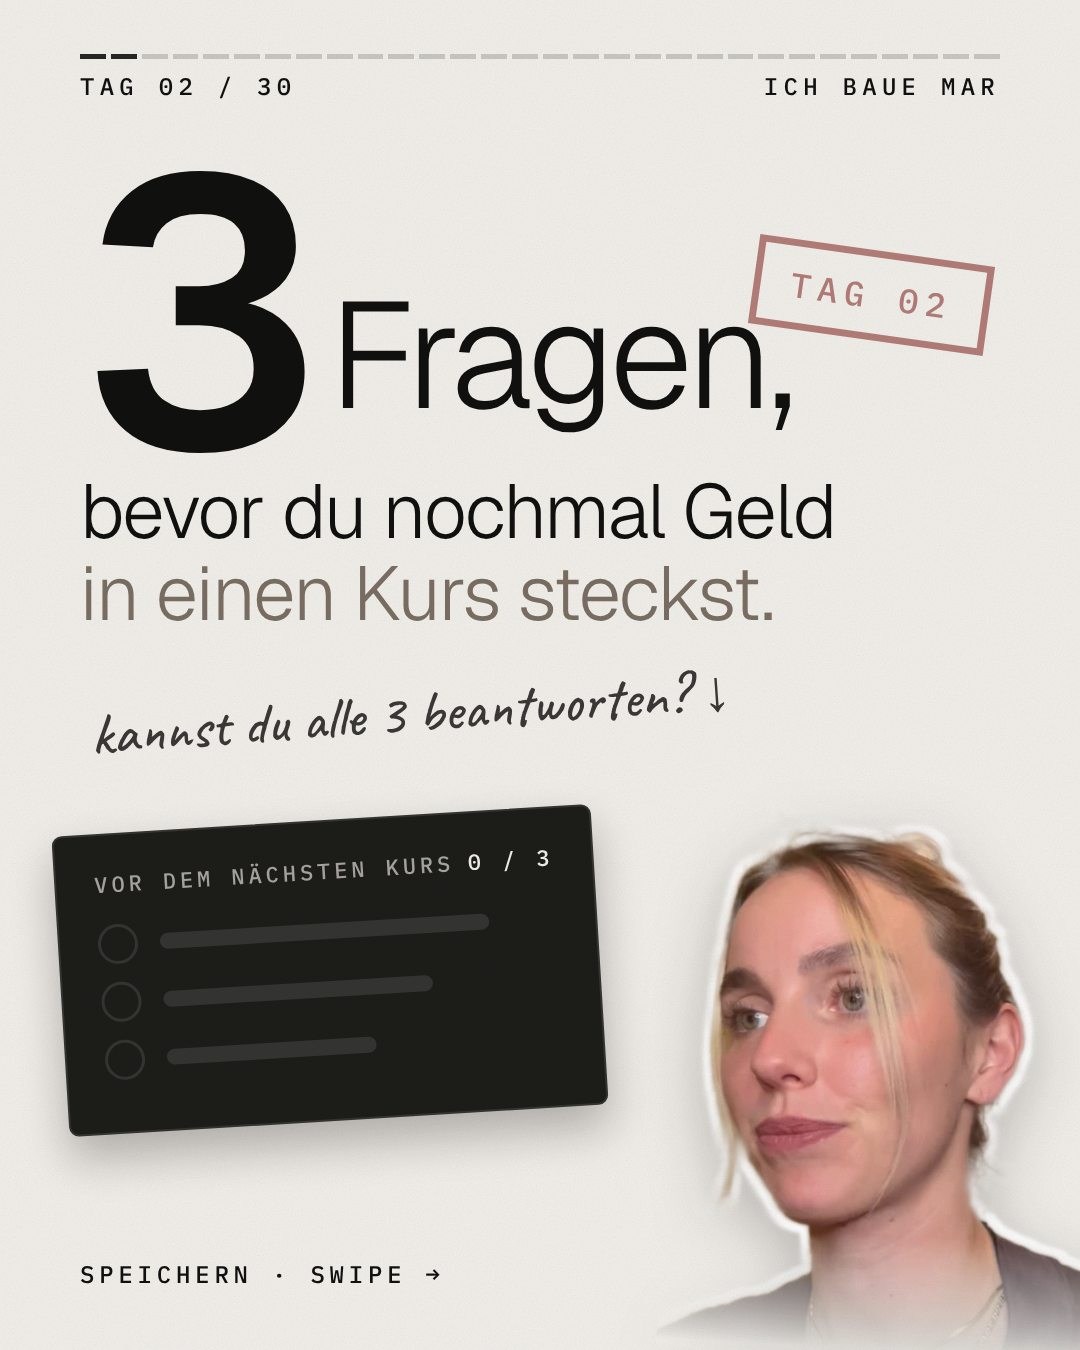 TAG 02 / 30
ICH BAUE MAR
3 Fragen,
TAG 02
bevor du nochmal Geld
in einen Kurs steckst.
kannst du alle 3 beantworten? ↓
VOR DEM NÄCHSTEN KURS 0 / 3
SPEICHERN · SWIPE →